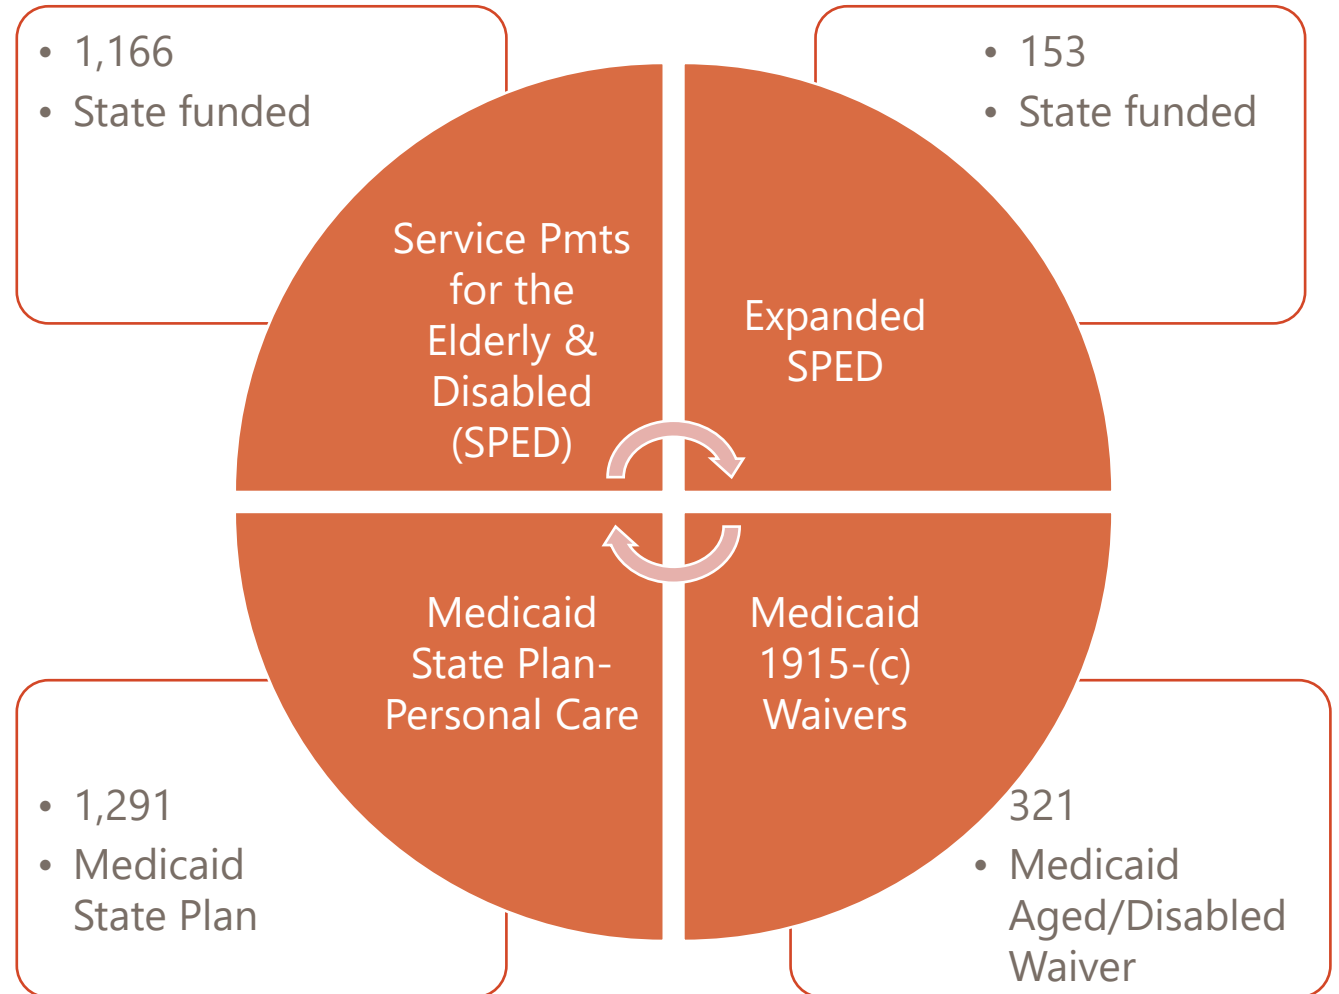 • 1,166
• State funded
• 153
• State funded
Service Pmts
for the
Elderly &
Disabled
(SPED)
Expanded
SPED
Medicaid
State Plan-
Personal Care
Medicaid
1915-(c)
Waivers
• 1,291
• Medicaid
State Plan
321
• Medicaid
Aged/Disabled
Waiver